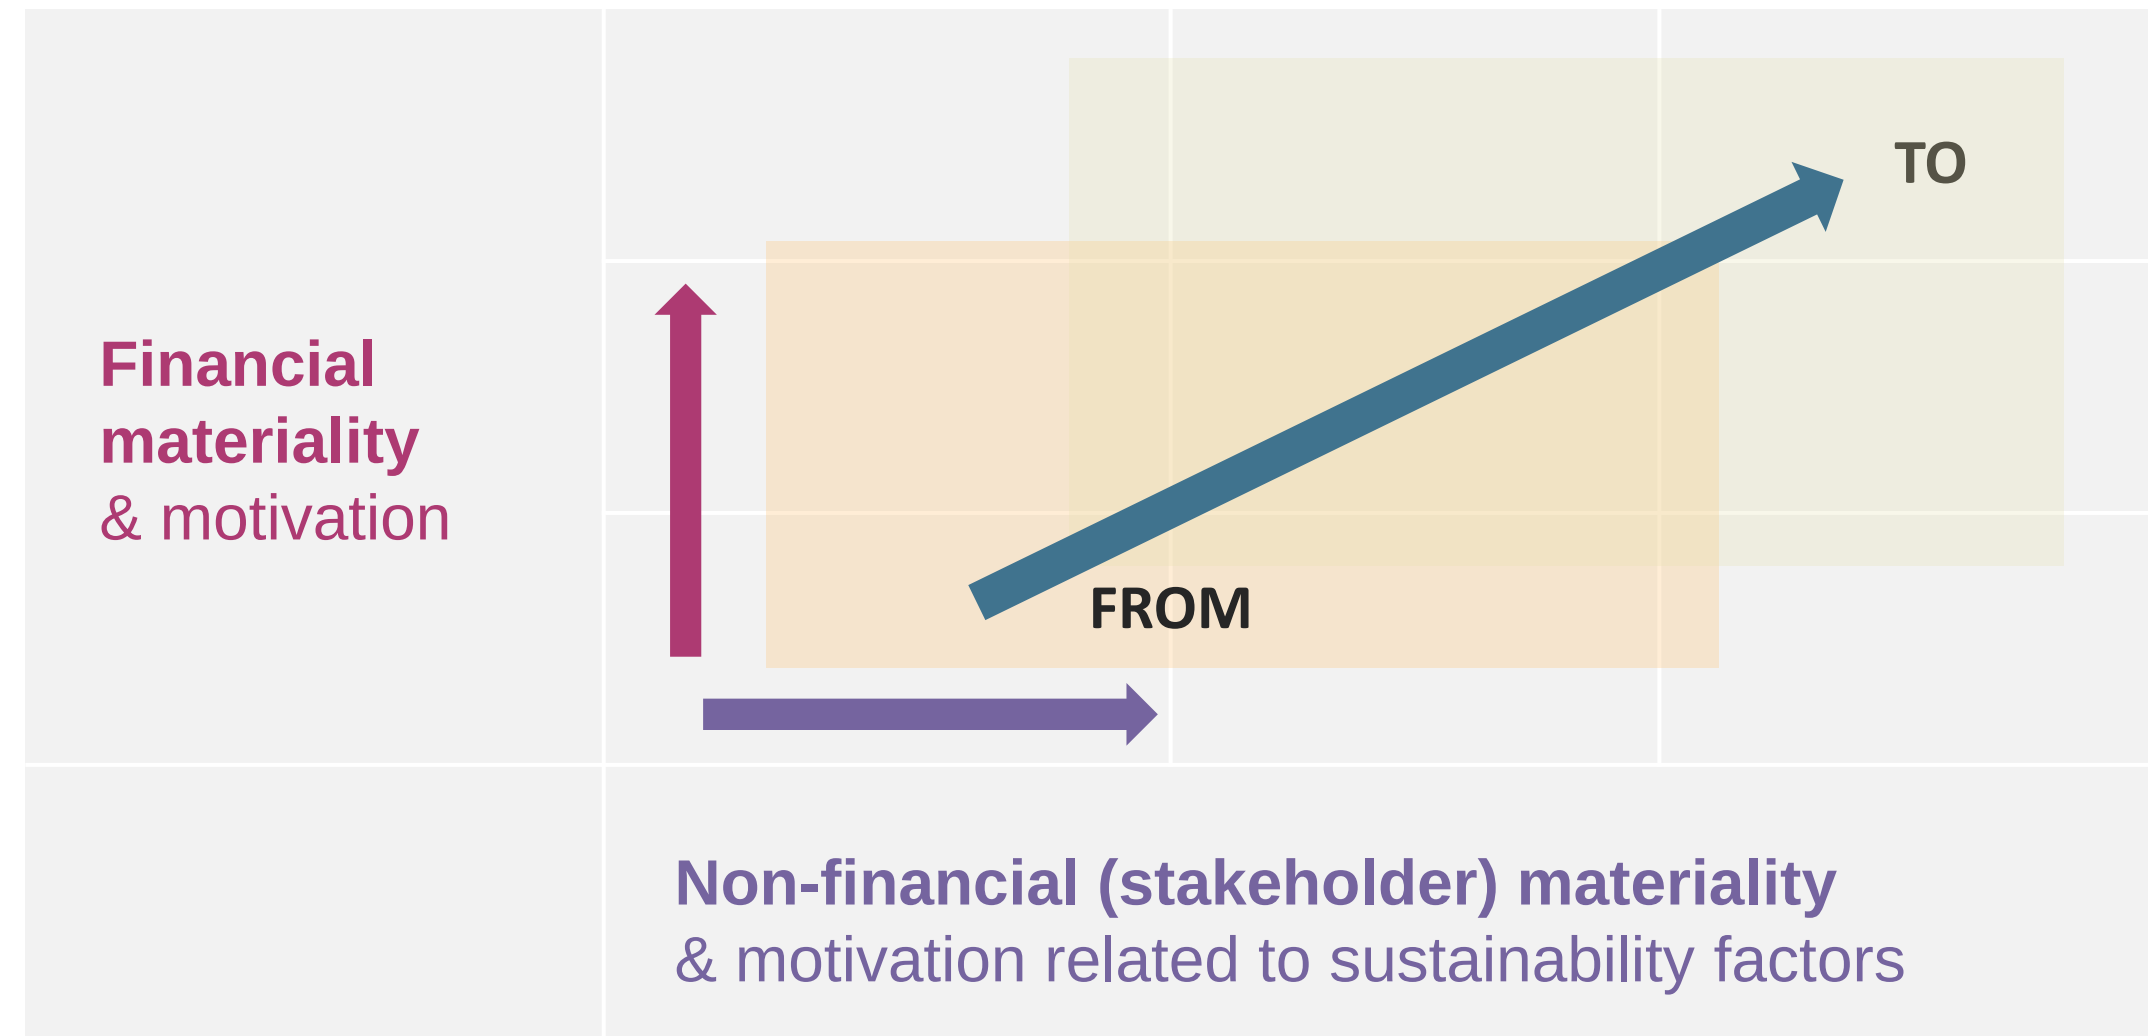 TO
Financial
materiality
& motivation
FROM
Non-financial (stakeholder) materiality
& motivation related to sustainability factors